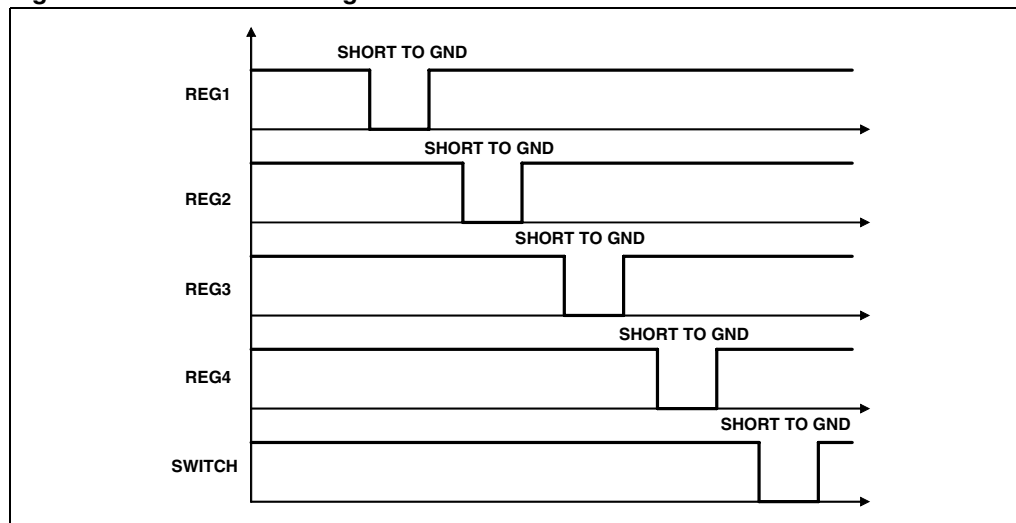 SHORT TO GND
REG1
SHORT TO GND
REG2
SHORT TO GND
REG3
SHORT TO GND
REG4
SHORT TO GND
SWITCH